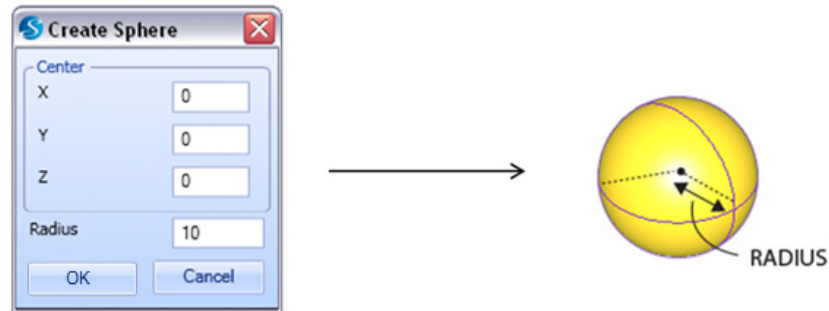 Create Sphere
Center
X 0
Y 0
Z 0
Radius 10
OK Cancel
RADIUS